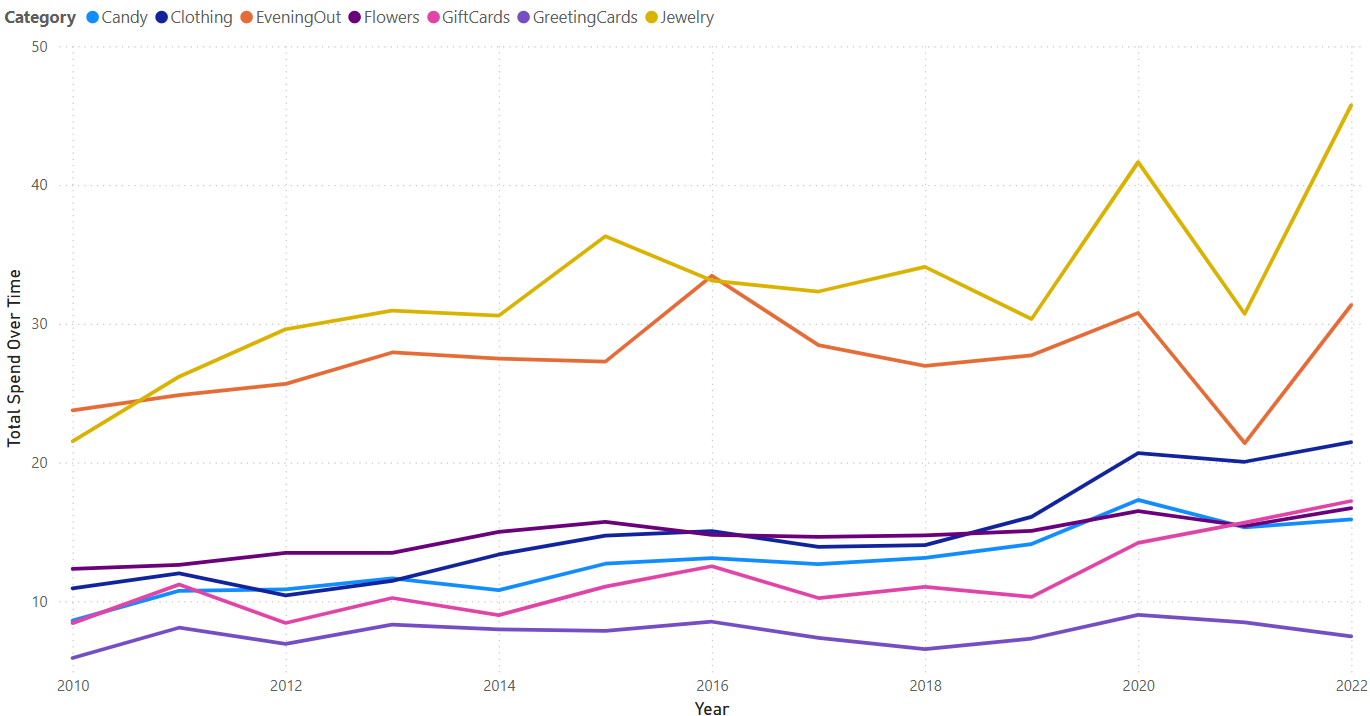 Category Candy Clothing EveningOut Flowers GiftCards GreetingCards Jewelry
50
40
30
20
10
Total Spend Over Time
2010 2012 2014 2016 2018 2020 2022
Year